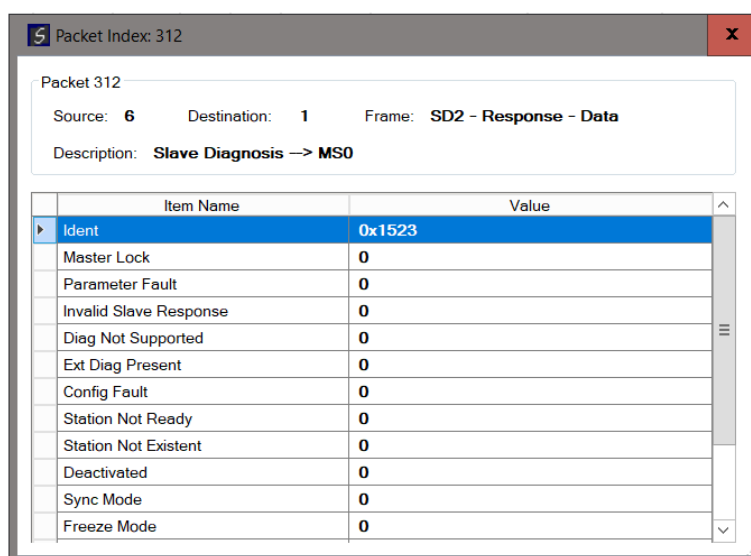 S Packet Index: 312 x
Packet 312
Source: 6 Destination: 1 Frame: SD2 - Response - Data
Description: Slave Diagnosis —> MS0
Item Name Value
Ident 0x1523
Master Lock 0
Parameter Fault 0
Invalid Slave Response 0
Diag Not Supported 0
Ext Diag Present 0
Config Fault 0
Station Not Ready 0
Station Not Existent 0
Deactivated 0
Sync Mode 0
Freeze Mode 0